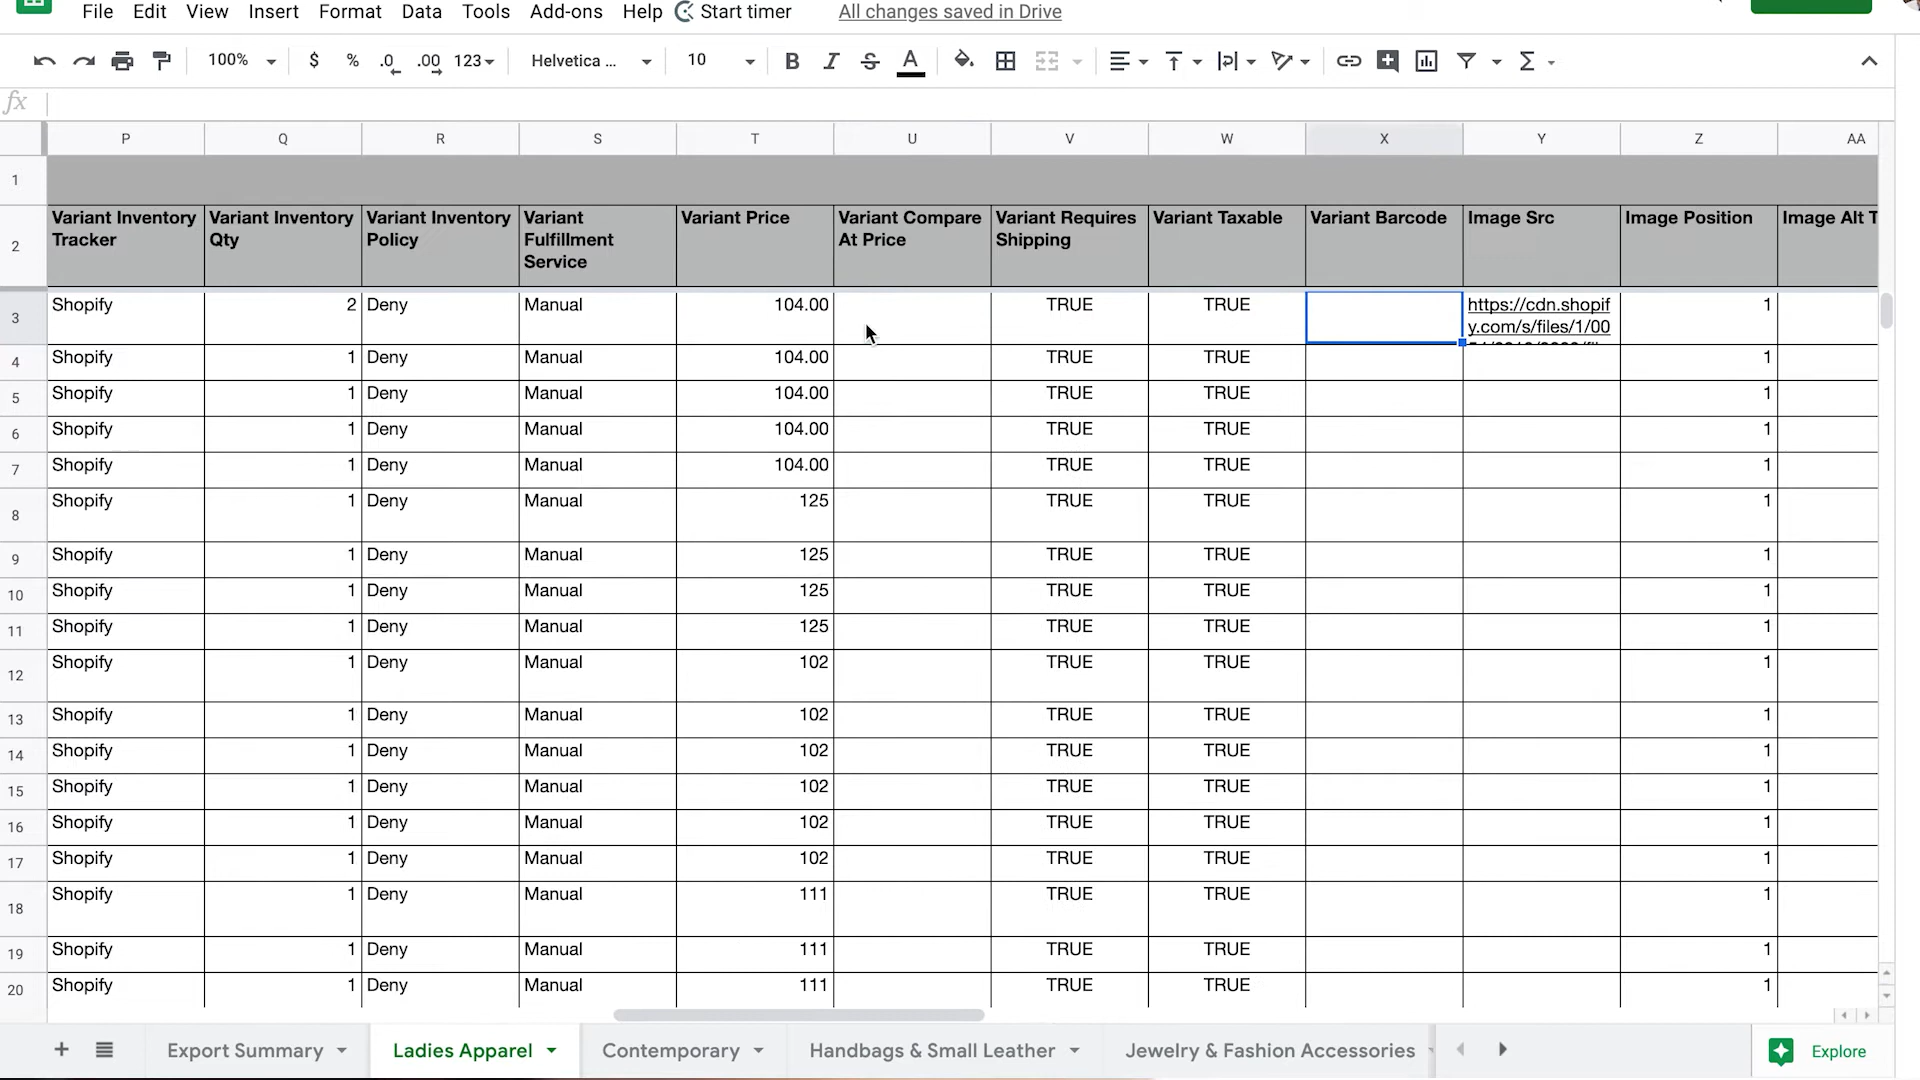 File Edit View Insert Format Data Tools Add-ons Help Start timer All changes saved in Drive
100% $ % .0 .00 123 Helvetica ... 10 B I S A Σ
fx
P Q R S T U V W X Y Z AA
1
2 Variant Inventory Tracker Variant Inventory Qty Variant Inventory Policy Variant Fulfillment Service Variant Price Variant Compare At Price Variant Requires Shipping Variant Taxable Variant Barcode Image Src Image Position Image Alt T
3 Shopify 2 Deny Manual 104.00 TRUE TRUE https://cdn.shopif y.com/s/files/1/00 1
4 Shopify 1 Deny Manual 104.00 TRUE TRUE 1
5 Shopify 1 Deny Manual 104.00 TRUE TRUE 1
6 Shopify 1 Deny Manual 104.00 TRUE TRUE 1
7 Shopify 1 Deny Manual 104.00 TRUE TRUE 1
8 Shopify 1 Deny Manual 125 TRUE TRUE 1
9 Shopify 1 Deny Manual 125 TRUE TRUE 1
10 Shopify 1 Deny Manual 125 TRUE TRUE 1
11 Shopify 1 Deny Manual 125 TRUE TRUE 1
12 Shopify 1 Deny Manual 102 TRUE TRUE 1
13 Shopify 1 Deny Manual 102 TRUE TRUE 1
14 Shopify 1 Deny Manual 102 TRUE TRUE 1
15 Shopify 1 Deny Manual 102 TRUE TRUE 1
16 Shopify 1 Deny Manual 102 TRUE TRUE 1
17 Shopify 1 Deny Manual 102 TRUE TRUE 1
18 Shopify 1 Deny Manual 111 TRUE TRUE 1
19 Shopify 1 Deny Manual 111 TRUE TRUE 1
20 Shopify 1 Deny Manual 111 TRUE TRUE 1
Export Summary Ladies Apparel Contemporary Handbags & Small Leather Jewelry & Fashion Accessories Explore